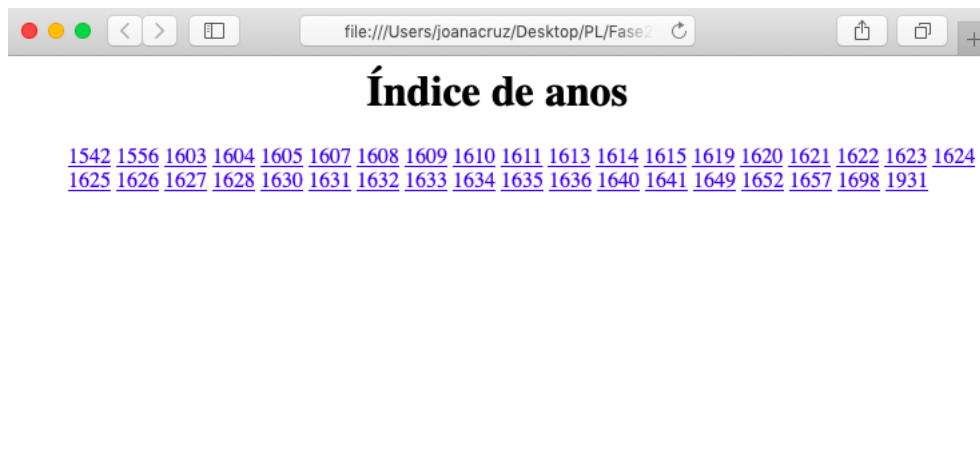 file:///Users/joanacruz/Desktop/PL/Fase2
Índice de anos
1542 1556 1603 1604 1605 1607 1608 1609 1610 1611 1613 1614 1615 1619 1620 1621 1622 1623 1624
1625 1626 1627 1628 1630 1631 1632 1633 1634 1635 1636 1640 1641 1649 1652 1657 1698 1931